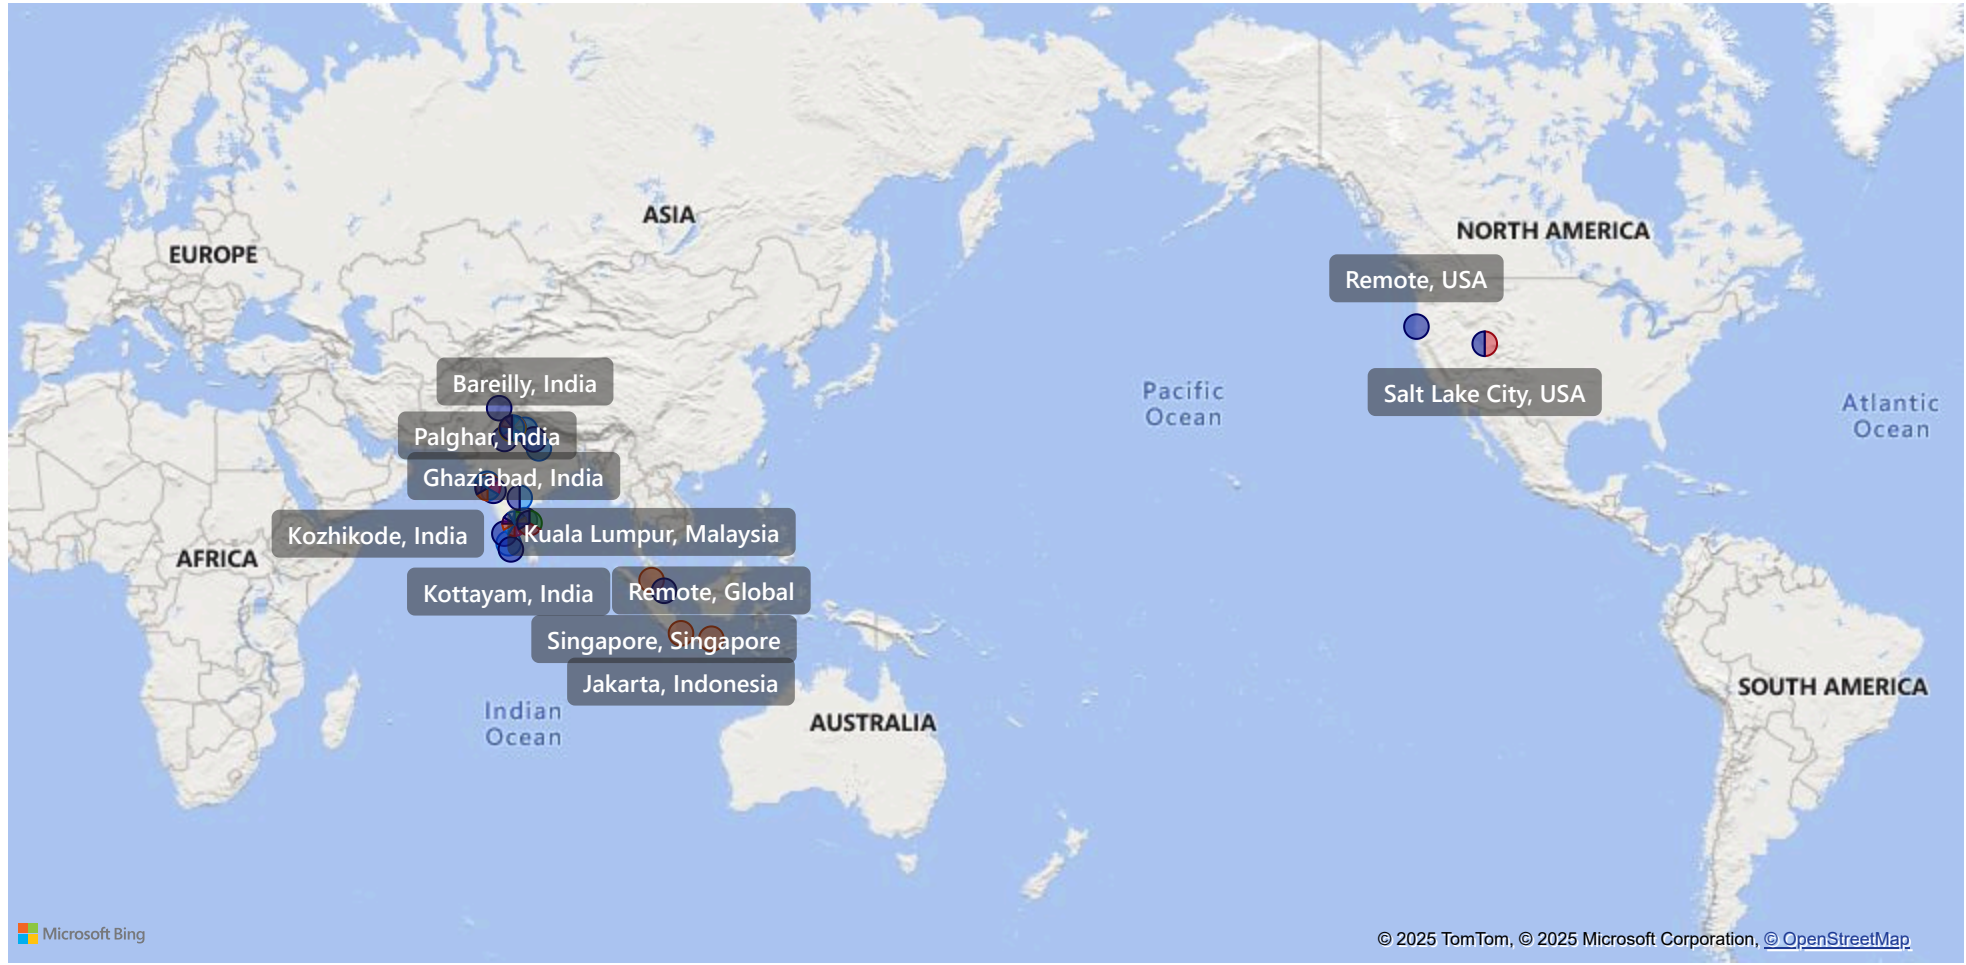 ASIA
EUROPE
NORTH AMERICA
Remote, USA
Bareilly, India
Salt Lake City, USA
Pacific
Ocean
Atlantic
Ocean
Palghar, India
Ghaziabad, India
Kozhikode, India
Kuala Lumpur, Malaysia
AFRICA
Kottayam, India
Remote, Global
Singapore, Singapore
Jakarta, Indonesia
SOUTH AMERICA
Indian
Ocean
AUSTRALIA
Microsoft Bing
© 2025 TomTom, © 2025 Microsoft Corporation, © OpenStreetMap